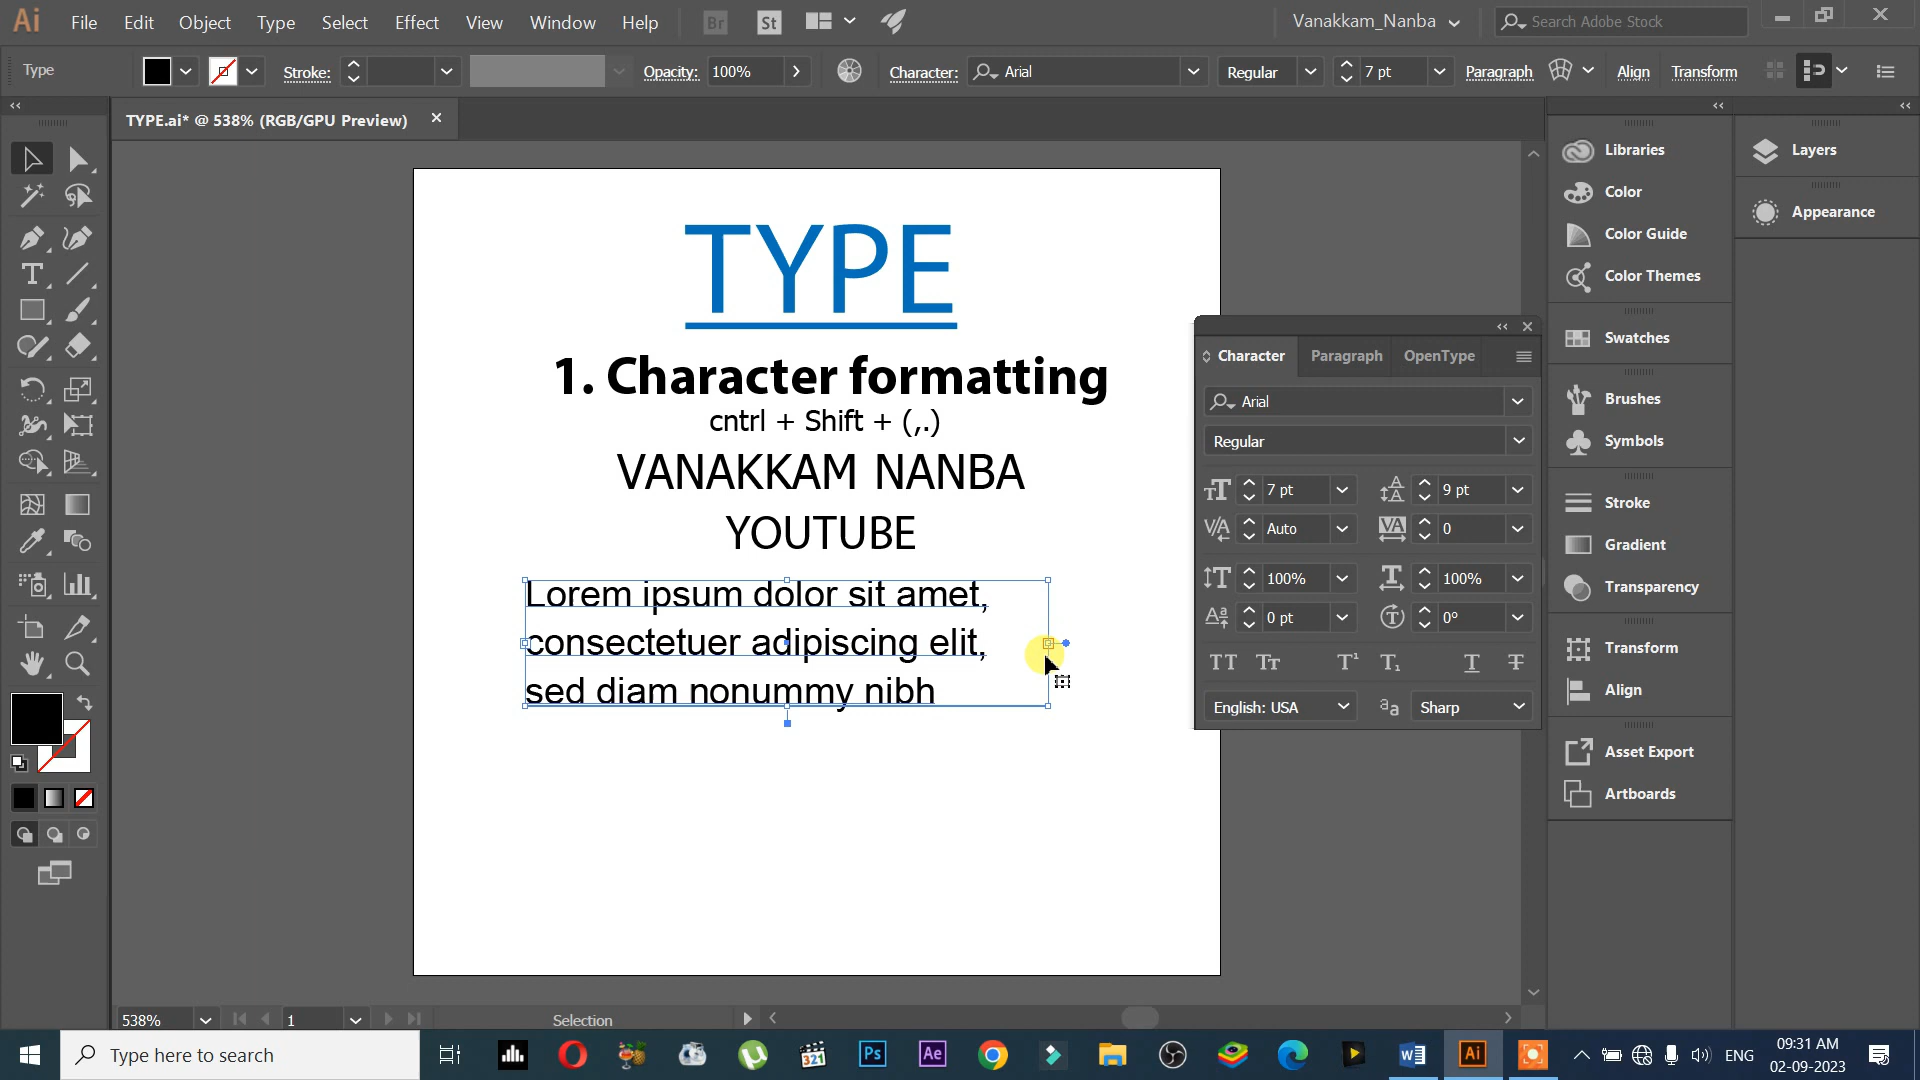 Ai File Edit Object Type Select Effect View Window Help Br St Vanakkam_Nanba Search Adobe Stock
Type Stroke: Opacity: 100% Character: Arial Regular 7 pt Paragraph Align Transform
TYPE.ai* @ 538% (RGB/GPU Preview)
TYPE
1. Character formatting
cntrl + Shift + (,.)
VANAKKAM NANBA
YOUTUBE
Lorem ipsum dolor sit amet,
consectetuer adipiscing elit,
sed diam nonummy nibh
Character Paragraph OpenType
Arial
Regular
7 pt 9 pt
Auto 0
100% 100%
0 pt 0°
English: USA Sharp
Libraries
Color
Color Guide
Color Themes
Swatches
Brushes
Symbols
Stroke
Gradient
Transparency
Transform
Align
Asset Export
Artboards
Layers
Appearance
538% 1 Selection
Type here to search
321 Ps Ae W Ai
ENG
09:31 AM
02-09-2023